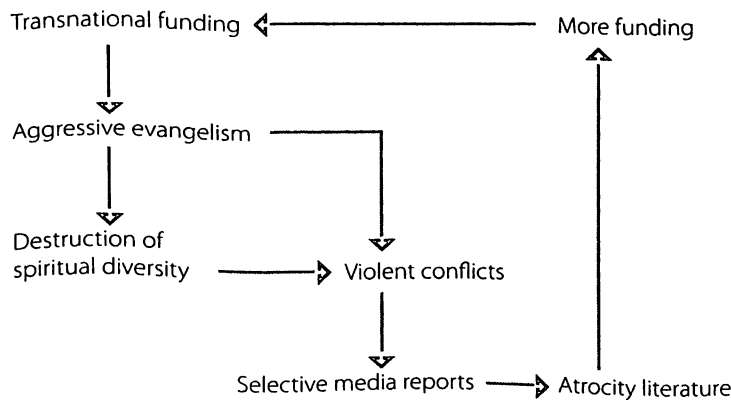 Transnational funding
More funding
Aggressive evangelism
Destruction of
spiritual diversity
Violent conflicts
Selective media reports
Atrocity literature